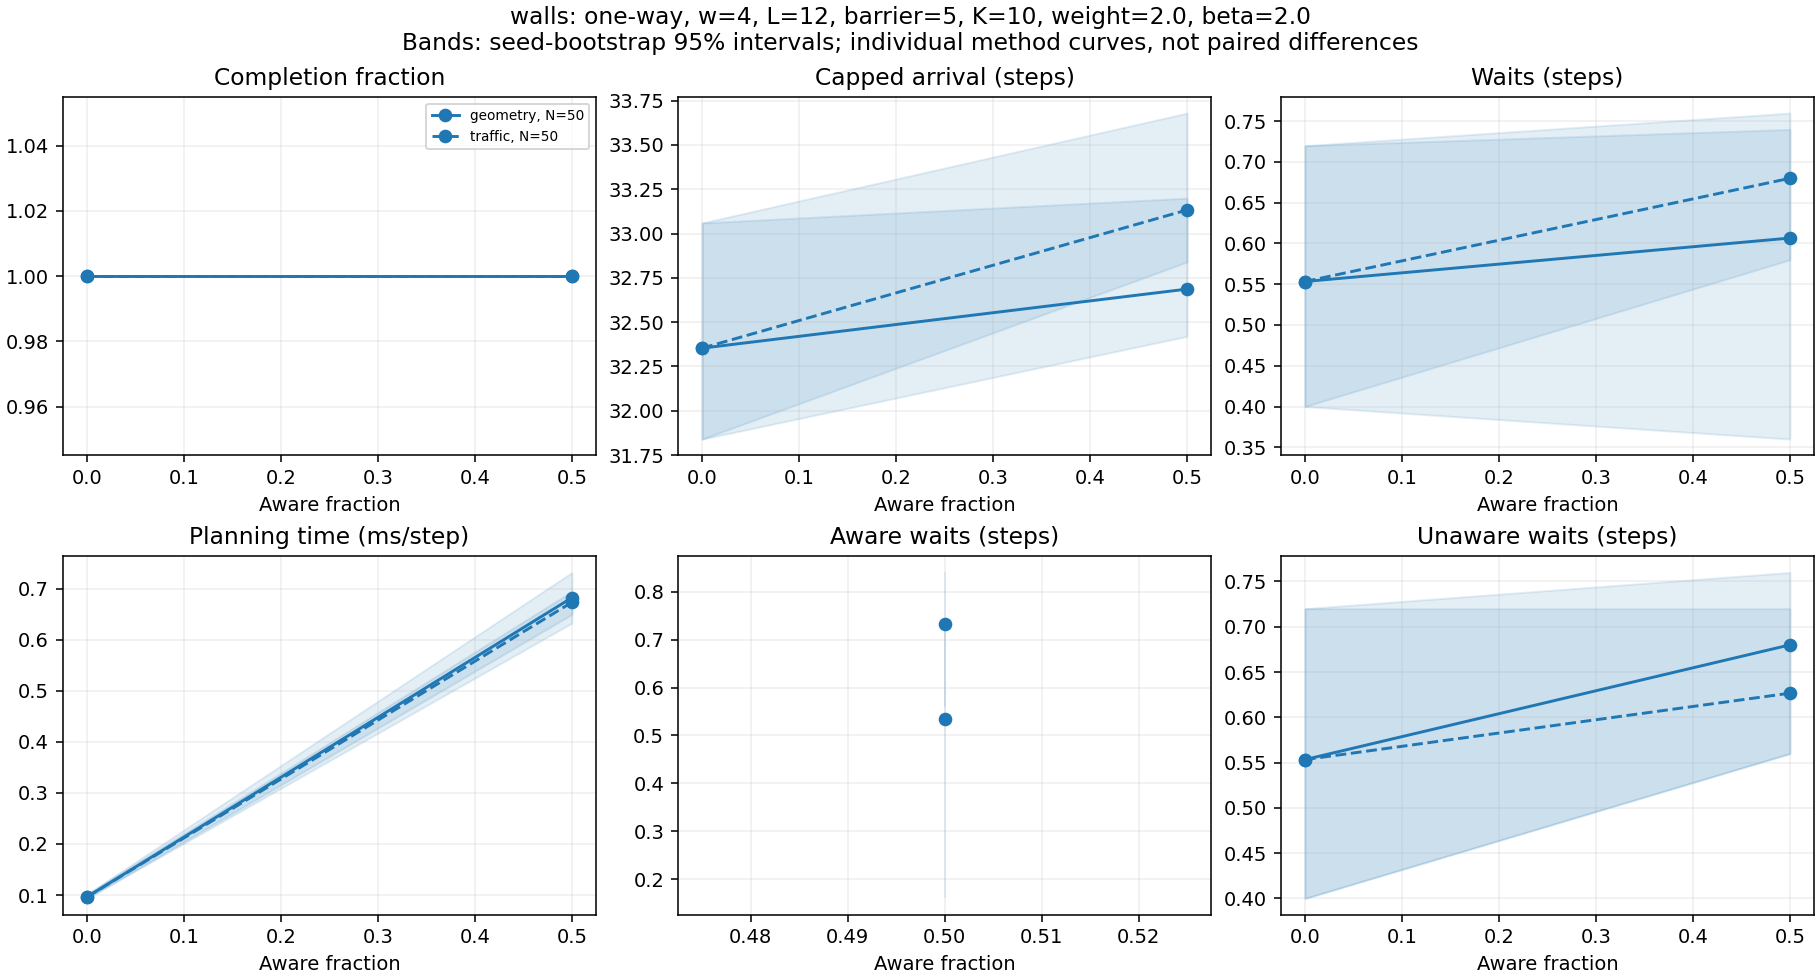 walls: one-way, w=4, L=12, barrier=5, K=10, weight=2.0, beta=2.0
Bands: seed-bootstrap 95% intervals; individual method curves, not paired differences
Completion fraction
geometry, N=50
traffic, N=50
1.04
1.02
1.00
0.98
0.96
0.0 0.1 0.2 0.3 0.4 0.5
Aware fraction
Capped arrival (steps)
33.75
33.50
33.25
33.00
32.75
32.50
32.25
32.00
31.75
0.0 0.1 0.2 0.3 0.4 0.5
Aware fraction
Waits (steps)
0.75
0.70
0.65
0.60
0.55
0.50
0.45
0.40
0.35
0.0 0.1 0.2 0.3 0.4 0.5
Aware fraction
Planning time (ms/step)
0.7
0.6
0.5
0.4
0.3
0.2
0.1
0.0 0.1 0.2 0.3 0.4 0.5
Aware fraction
Aware waits (steps)
0.8
0.7
0.6
0.5
0.4
0.3
0.2
0.48 0.49 0.50 0.51 0.52
Aware fraction
Unaware waits (steps)
0.75
0.70
0.65
0.60
0.55
0.50
0.45
0.40
0.0 0.1 0.2 0.3 0.4 0.5
Aware fraction